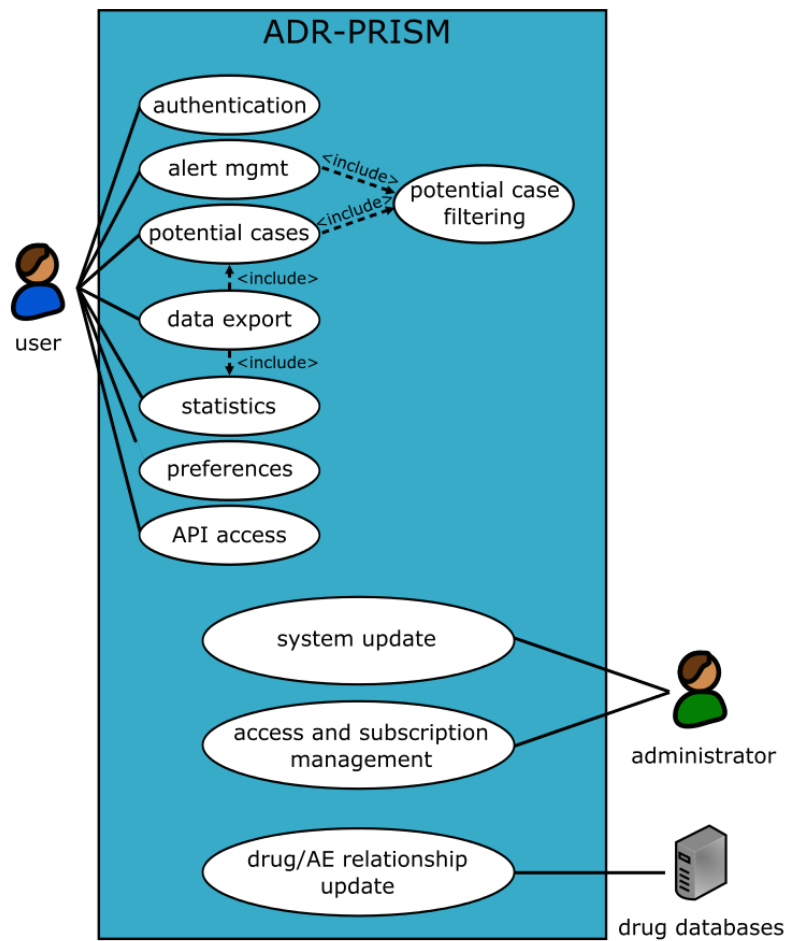 ADR-PRISM
authentication
alert mgmt
<include>
potential case
filtering
potential cases
<include>
<include>
data export
<include>
user
statistics
preferences
API access
system update
access and subscription
management
administrator
drug/AE relationship
update
drug databases